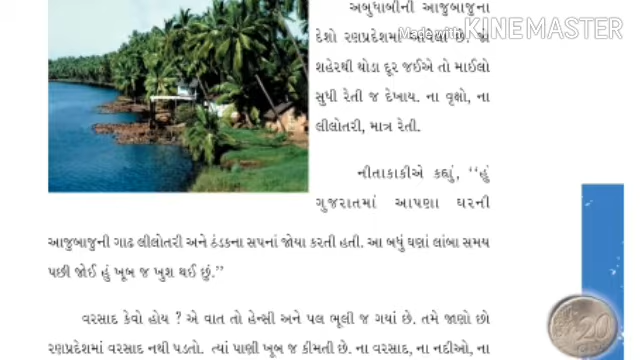 અબુધાબીની આજુબાજુના
દેશો રણપ્રદેશમાં આવેલા છે. જો
Made with KINEMASTER
શહેરથી થોડા દૂર જઈએ તો માઈલો
સુધી રેતી જ દેખાય. ના વૃક્ષો, ના
લીલોતરી, માત્ર રેતી.
નીતાકાકીએ કહ્યું, ‘‘હું
ગુજરાતમાં આપણા ઘરની
આજુબાજુની ગાઢ લીલોતરી અને ઠંડકના સપનાં જોયા કરતી હતી. આ બધું ઘણાં લાંબા સમય
પછી જોઈ હું ખૂબ જ ખુશ થઈ છું.’’
વરસાદ કેવો હોય ? એ વાત તો હેન્સી અને પલ ભૂલી જ ગયાં છે. તમે જાણો છો
રણપ્રદેશમાં વરસાદ નથી પડતો. ત્યાં પાણી ખૂબ જ કીમતી છે. ના વરસાદ, ના નદીઓ, ના
20